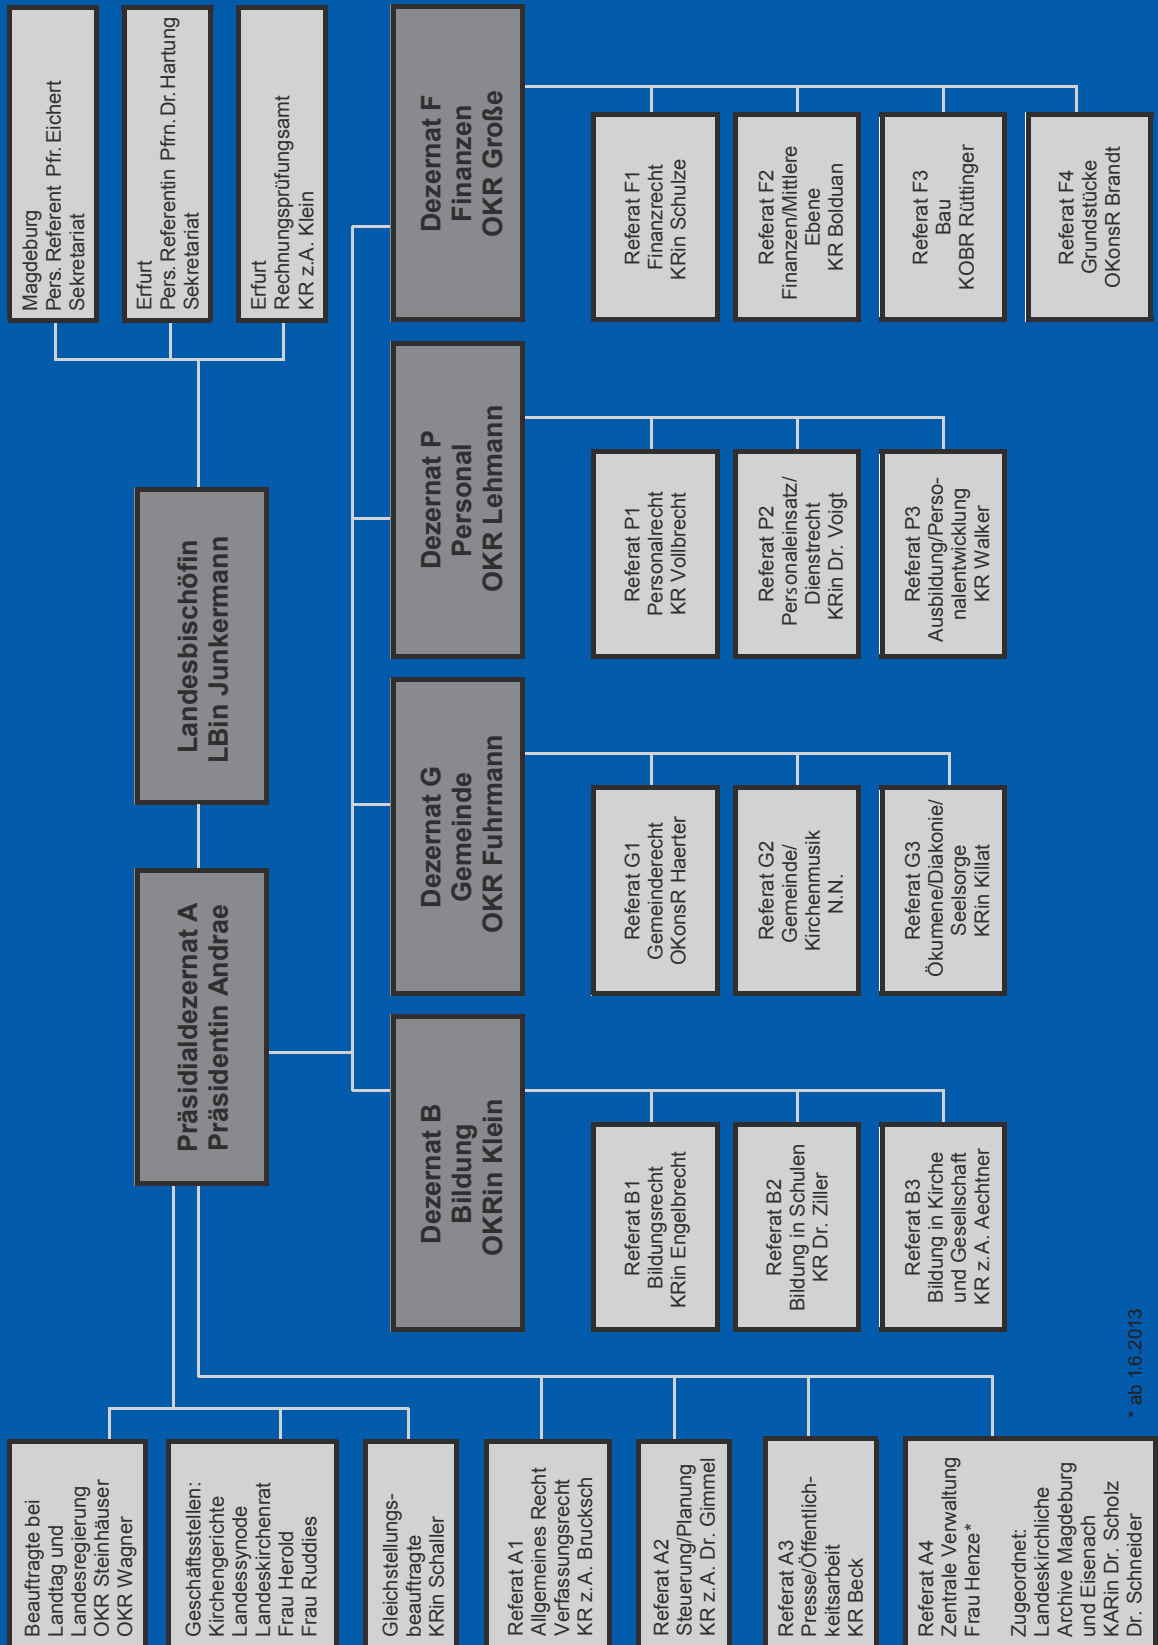 Landesbischöfin
LBin Junkermann
Präsidialdezernat A
Präsidentin Andrae
Magdeburg
Pers. Referent Pfr. Eichert
Sekretariat
Erfurt
Pers. Referentin Pfrn. Dr. Hartung
Sekretariat
Erfurt
Rechnungsprüfungsamt
KR z.A. Klein
Beauftragte bei
Landtag und
Landesregierung
OKR Steinhäuser
OKR Wagner
Geschäftsstellen:
Kirchengerichte
Landessynode
Landeskirchenrat
Frau Herold
Frau Ruddies
Gleichstellungs-
beauftragte
KRin Schaller
Referat A1
Allgemeines Recht
Verfassungsrecht
KR z.A. Brucksch
Referat A2
Steuerung/Planung
KR z.A. Dr. Gimmel
Referat A3
Presse/Öffentlich-
keitsarbeit
KR Beck
Referat A4
Zentrale Verwaltung
Frau Henze*
Zugeordnet:
Landeskirchliche
Archive Magdeburg
und Eisenach
KARin Dr. Scholz
Dr. Schneider
Dezernat B
Bildung
OKRin Klein
Referat B1
Bildungsrecht
KRin Engelbrecht
Referat B2
Bildung in Schulen
KR Dr. Ziller
Referat B3
Bildung in Kirche
und Gesellschaft
KR z.A. Aechtner
Dezernat G
Gemeinde
OKR Fuhrmann
Referat G1
Gemeinderecht
OKonsR Haerter
Referat G2
Gemeinde/
Kirchenmusik
N.N.
Referat G3
Ökumene/Diakonie/
Seelsorge
KRin Killat
Dezernat P
Personal
OKR Lehmann
Referat P1
Personalrecht
KR Vollbrecht
Referat P2
Personaleinsatz/
Dienstrecht
KRin Dr. Voigt
Referat P3
Ausbildung/Perso-
nalentwicklung
KR Walker
Dezernat F
Finanzen
OKR Große
Referat F1
Finanzrecht
KRin Schulze
Referat F2
Finanzen/Mittlere
Ebene
KR Bolduan
Referat F3
Bau
KOBR Rüttinger
Referat F4
Grundstücke
OKonsR Brandt
* ab 1.6.2013